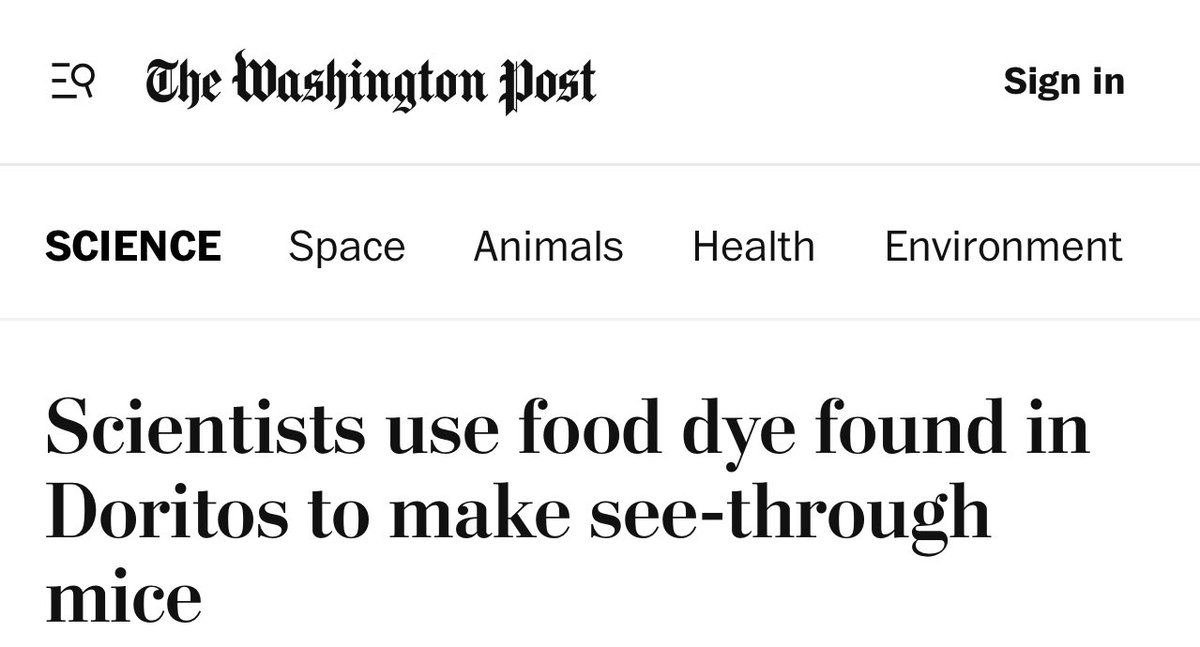 The Washington Post
Sign in
SCIENCE Space Animals Health Environment
Scientists use food dye found in
Doritos to make see-through
mice